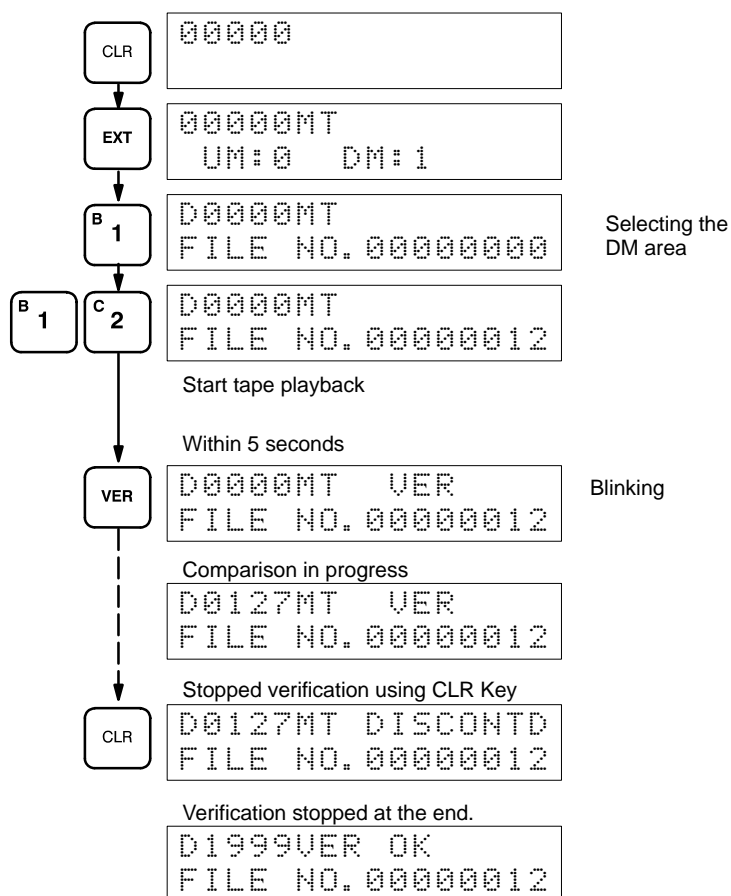 CLR
00000
EXT
00000MT
UM:0 DM:1
B 1
D0000MT
FILE NO.00000000
Selecting the
DM area
B 1
C 2
D0000MT
FILE NO.00000012
Start tape playback
Within 5 seconds
VER
D0000MT VER
FILE NO.00000012
Blinking
Comparison in progress
D0127MT VER
FILE NO.00000012
Stopped verification using CLR Key
CLR
D0127MT DISCONTD
FILE NO.00000012
Verification stopped at the end.
D1999VER OK
FILE NO.00000012